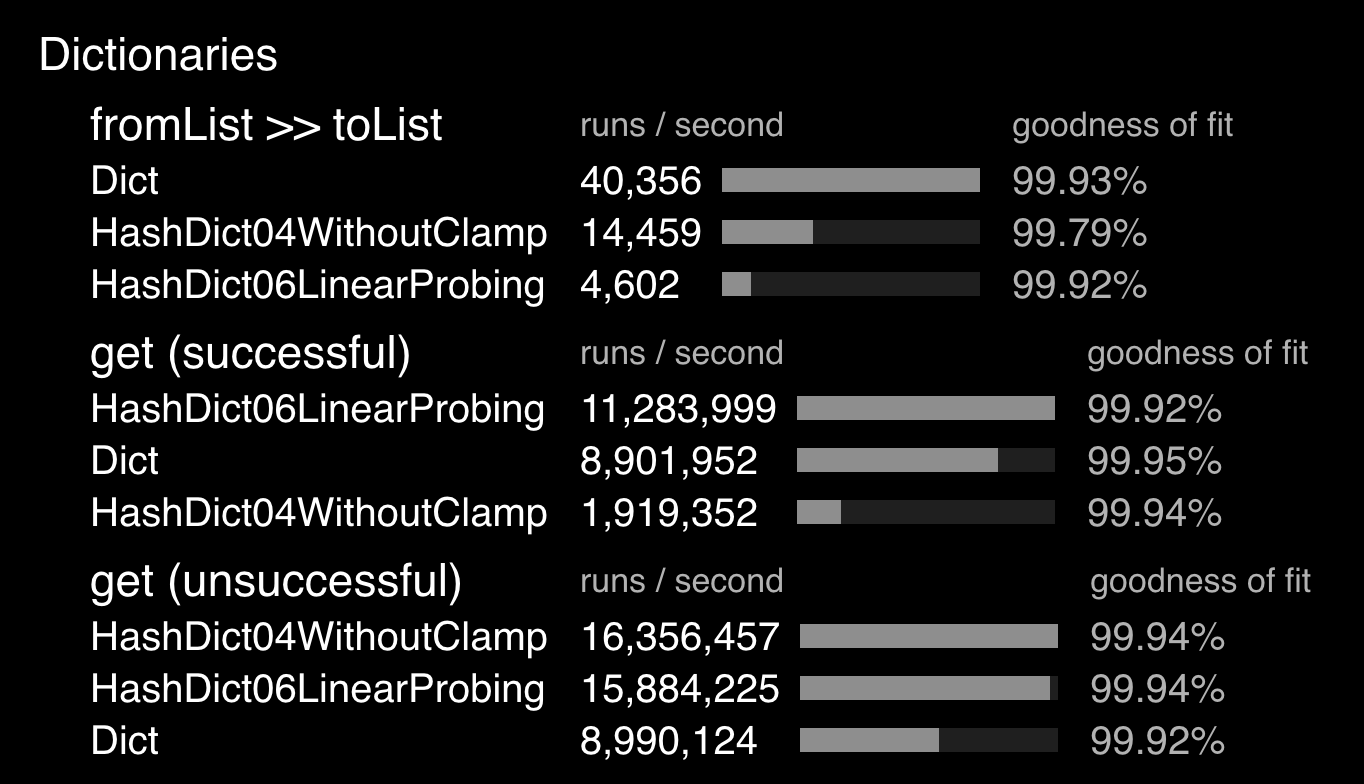 Dictionaries
fromList >> toList runs / second goodness of fit
Dict 40,356 99.93%
HashDict04WithoutClamp 14,459 99.79%
HashDict06LinearProbing 4,602 99.92%
get (successful) runs / second goodness of fit
HashDict06LinearProbing 11,283,999 99.92%
Dict 8,901,952 99.95%
HashDict04WithoutClamp 1,919,352 99.94%
get (unsuccessful) runs / second goodness of fit
HashDict04WithoutClamp 16,356,457 99.94%
HashDict06LinearProbing 15,884,225 99.94%
Dict 8,990,124 99.92%